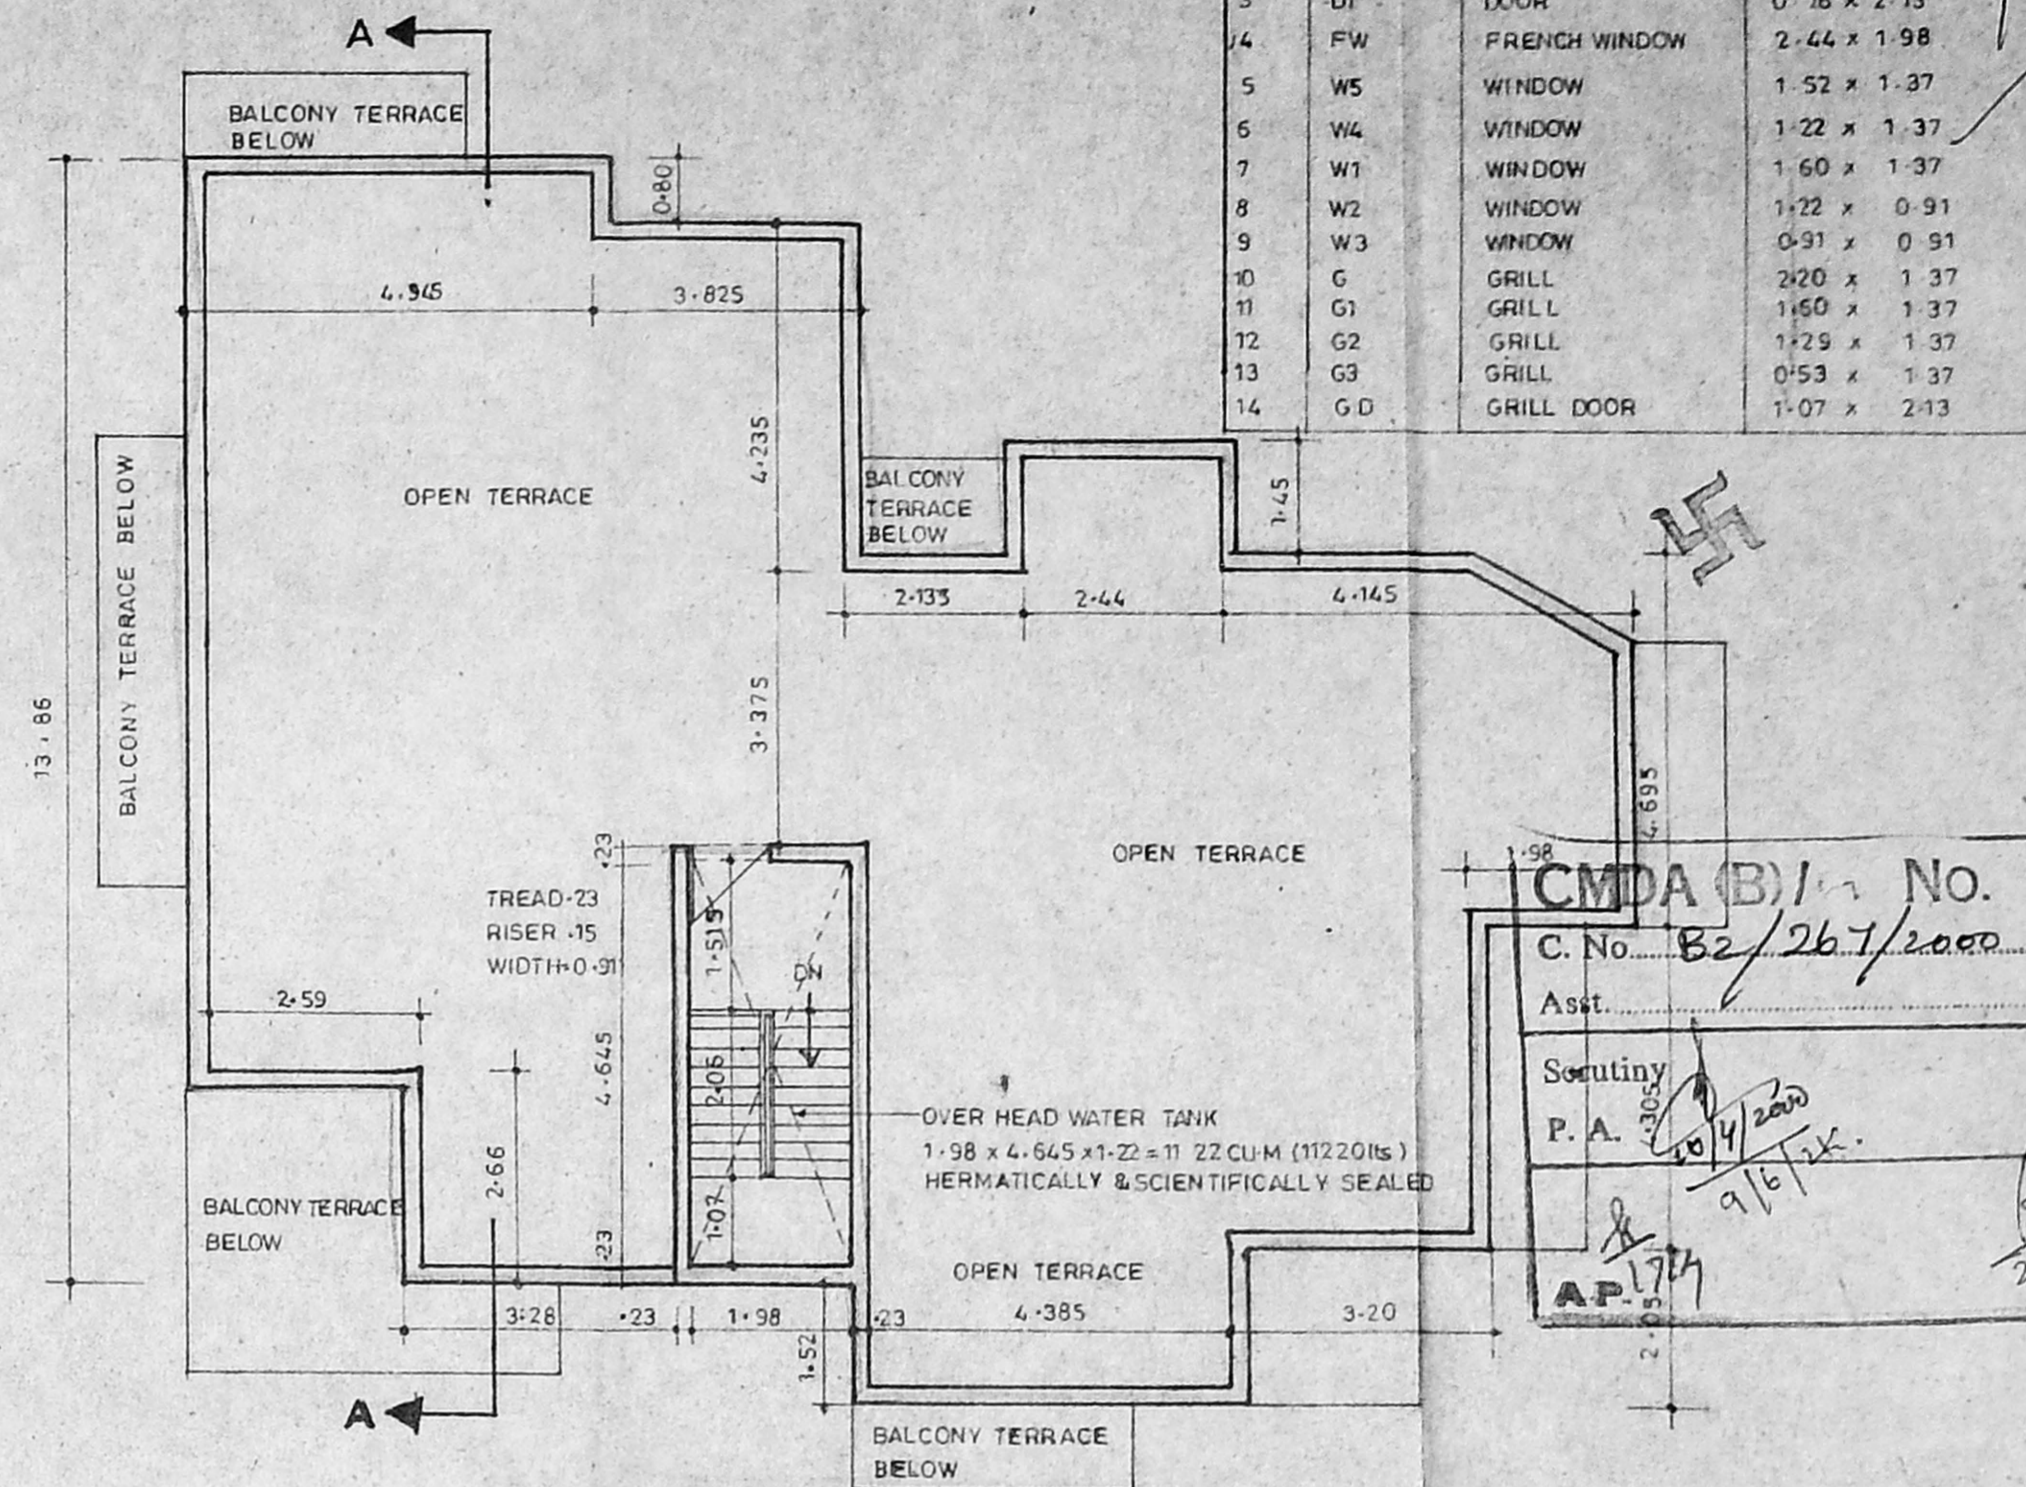 3 D1 DOOR
4 FW FRENCH WINDOW 2.44 x 1.98
5 W5 WINDOW 1.52 x 1.37
6 W4 WINDOW 1.22 x 1.37
7 W1 WINDOW 1.60 x 1.37
8 W2 WINDOW 1.22 x 0.91
9 W3 WINDOW 0.91 x 0.91
10 G GRILL 2.20 x 1.37
11 G1 GRILL 1.60 x 1.37
12 G2 GRILL 1.29 x 1.37
13 G3 GRILL 0.53 x 1.37
14 GD GRILL DOOR 1.07 x 2.13
A
BALCONY TERRACE
BELOW
0.80
4.945
3.825
4.235
OPEN TERRACE
BALCONY TERRACE BELOW
BALCONY
TERRACE
BELOW
1.45
2.133
2.44
4.145
13.86
3.375
4.695
.23
OPEN TERRACE
1.98
TREAD.23
RISER .15
WIDTH=0.91
1.515
DN
2.59
4.645
2.06
CMDA (B)/ No.
C. No. B2/267/2000
Asst.
Scrutiny
P. A.
10/4/2000
9/6/2K.
A.P.
OVER HEAD WATER TANK
1.98 x 4.645 x 1.22 = 11 22 CU.M (11220lts)
HERMATICALLY & SCIENTIFICALLY SEALED
2.66
1.07
.23
BALCONY TERRACE
BELOW
OPEN TERRACE
3.28
.23
1.98
.23
4.385
3.20
1.52
2.05
A
BALCONY TERRACE
BELOW